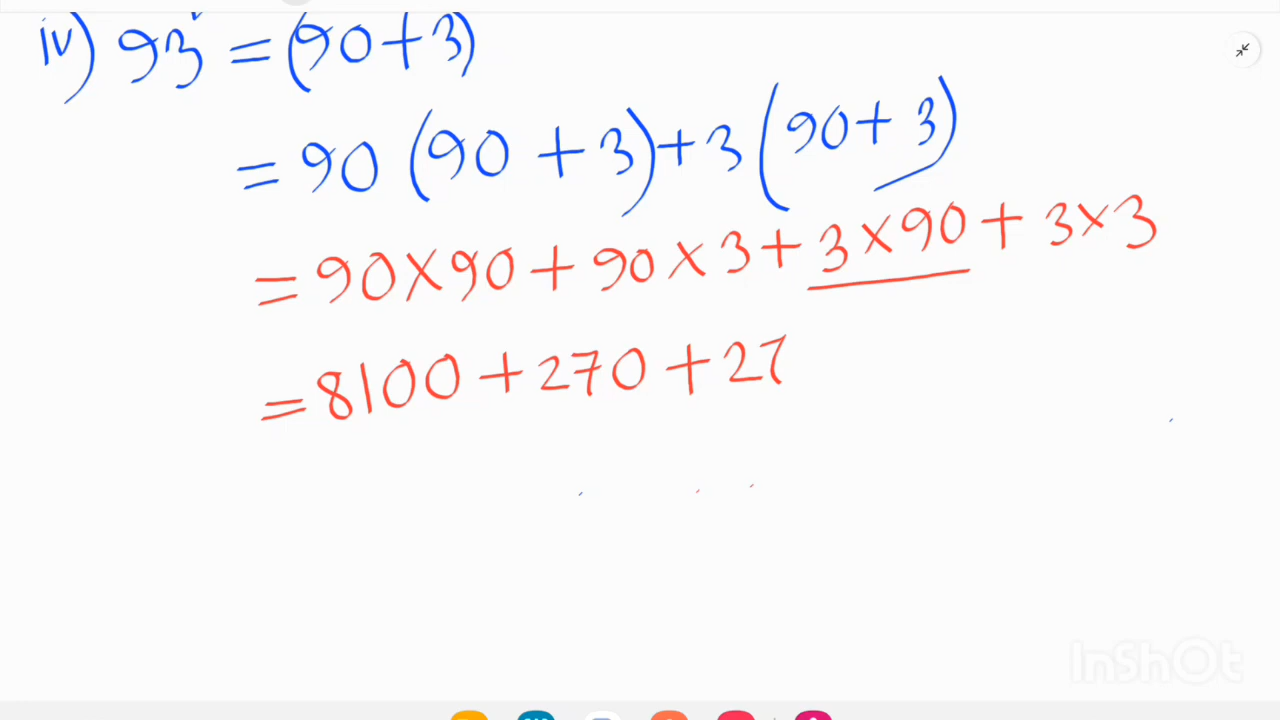 iv) 93² = (90+3)
= 90 (90 + 3) + 3 (90 + 3)
= 90 × 90 + 90 × 3 + 3 × 90 + 3 × 3
= 8100 + 270 + 27
InShOt